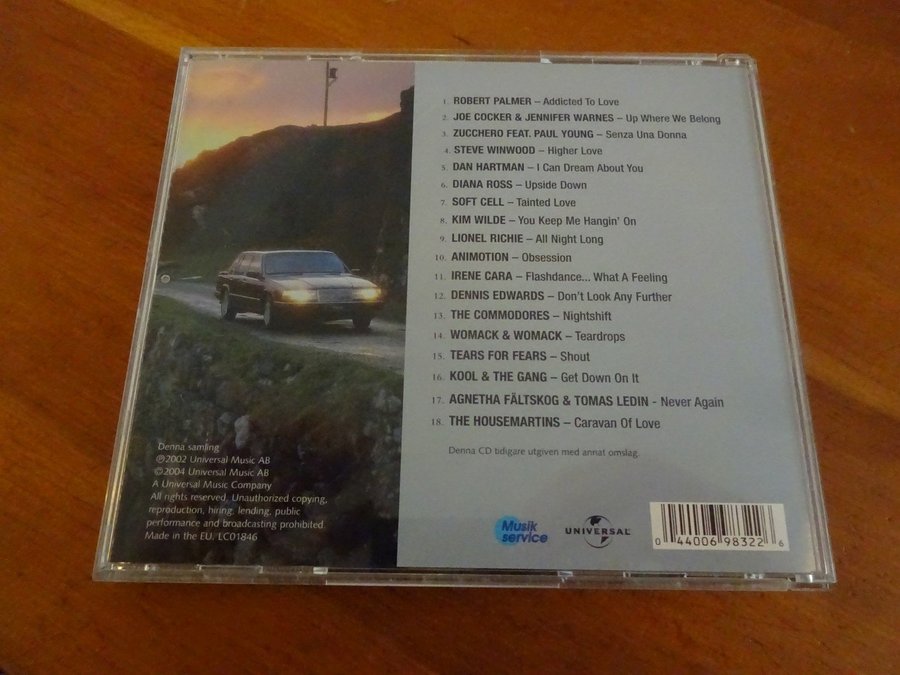 1. ROBERT PALMER – Addicted To Love
2. JOE COCKER & JENNIFER WARNES – Up Where We Belong
3. ZUCCHERO FEAT. PAUL YOUNG – Senza Una Donna
4. STEVE WINWOOD – Higher Love
5. DAN HARTMAN – I Can Dream About You
6. DIANA ROSS – Upside Down
7. SOFT CELL – Tainted Love
8. KIM WILDE – You Keep Me Hangin' On
9. LIONEL RICHIE – All Night Long
10. ANIMOTION – Obsession
11. IRENE CARA – Flashdance... What A Feeling
12. DENNIS EDWARDS – Don't Look Any Further
13. THE COMMODORES – Nightshift
14. WOMACK & WOMACK – Teardrops
15. TEARS FOR FEARS – Shout
16. KOOL & THE GANG – Get Down On It
17. AGNETHA FÄLTSKOG & TOMAS LEDIN - Never Again
18. THE HOUSEMARTINS – Caravan Of Love
Denna CD tidigare utgiven med annat omslag.
Denna samling
℗2002 Universal Music AB
©2004 Universal Music AB
A Universal Music Company
All rights reserved. Unauthorized copying,
reproduction, hiring, lending, public
performance and broadcasting prohibited.
Made in the EU. LC01846
Musik
service
UNIVERSAL
0 44006 98322 6